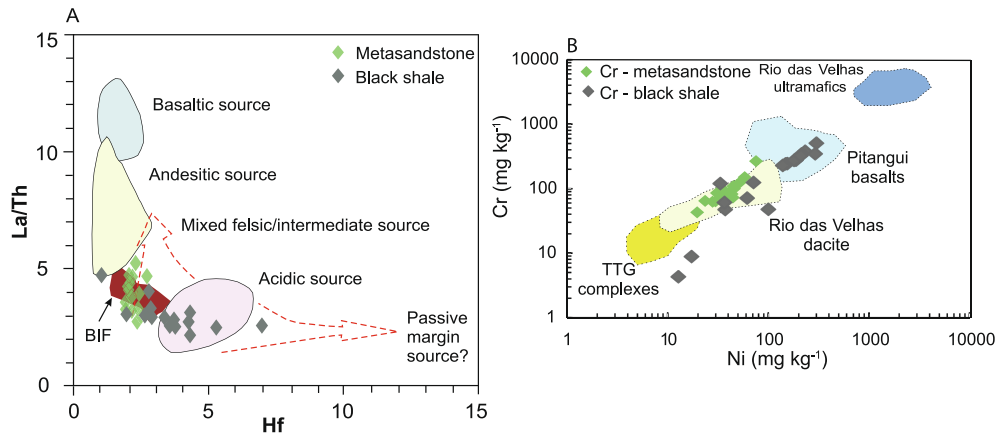 A
15
10
5
0
La/Th
0
5
10
15
Hf
Metasandstone
Black shale
Basaltic source
Andesitic source
Mixed felsic/intermediate source
Acidic source
BIF
Passive
margin
source?
B
10000
1000
100
10
1
Cr (mg kg⁻¹)
1
10
100
1000
10000
Ni (mg kg⁻¹)
Cr - metasandstone
Cr - black shale
Rio das Velhas
ultramafics
Pitangui
basalts
Rio das Velhas
dacite
TTG
complexes